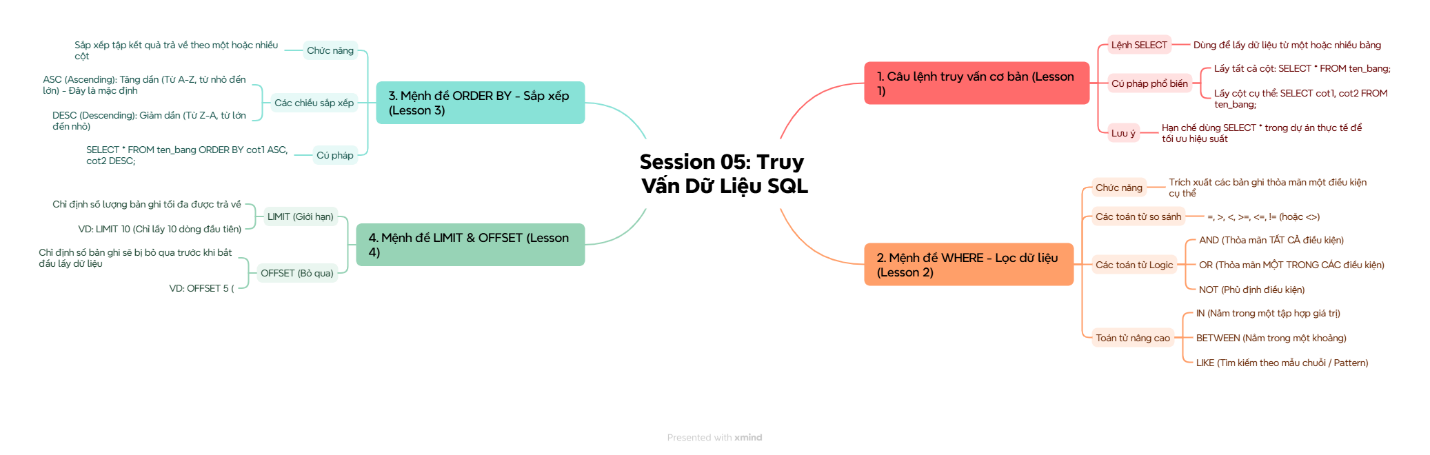 Session 05: Truy
Vấn Dữ Liệu SQL
1. Câu lệnh truy vấn cơ bản (Lesson
1)
Lệnh SELECT
Dùng để lấy dữ liệu từ một hoặc nhiều bảng
Cú pháp phổ biến
Lấy tất cả cột: SELECT * FROM ten_bang;
Lấy cột cụ thể: SELECT cot1, cot2 FROM
ten_bang;
Lưu ý
Hạn chế dùng SELECT * trong dự án thực tế để
tối ưu hiệu suất
2. Mệnh đề WHERE - Lọc dữ liệu
(Lesson 2)
Chức năng
Trích xuất các bản ghi thỏa mãn một điều kiện
cụ thể
Các toán tử so sánh
=, >, <, >=, <=, != (hoặc <>)
Các toán tử Logic
AND (Thỏa mãn TẤT CẢ điều kiện)
OR (Thỏa mãn MỘT TRONG CÁC điều kiện)
NOT (Phủ định điều kiện)
Toán tử nâng cao
IN (Nằm trong một tập hợp giá trị)
BETWEEN (Nằm trong một khoảng)
LIKE (Tìm kiếm theo mẫu chuỗi / Pattern)
3. Mệnh đề ORDER BY - Sắp xếp
(Lesson 3)
Chức năng
Sắp xếp tập kết quả trả về theo một hoặc nhiều
cột
Các chiều sắp xếp
ASC (Ascending): Tăng dần (Từ A-Z, từ nhỏ đến
lớn) - Đây là mặc định
DESC (Descending): Giảm dần (Từ Z-A, từ lớn
đến nhỏ)
Cú pháp
SELECT * FROM ten_bang ORDER BY cot1 ASC,
cot2 DESC;
4. Mệnh đề LIMIT & OFFSET (Lesson
4)
LIMIT (Giới hạn)
Chỉ định số lượng bản ghi tối đa được trả về
VD: LIMIT 10 (Chỉ lấy 10 dòng đầu tiên)
OFFSET (Bỏ qua)
Chỉ định số bản ghi sẽ bị bỏ qua trước khi bắt
đầu lấy dữ liệu
VD: OFFSET 5 (
Presented with xmind